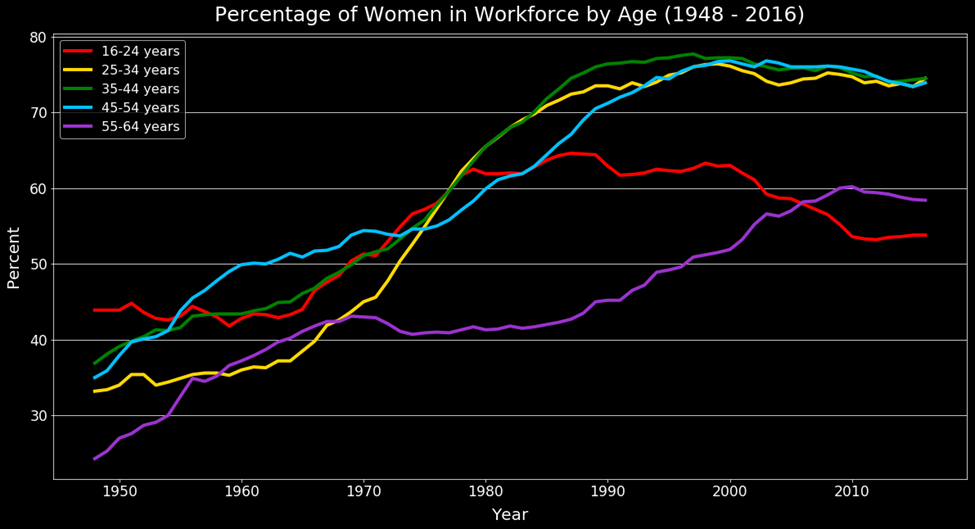 Percentage of Women in Workforce by Age (1948 - 2016)
80
70
60
50
40
30
Percent
16-24 years
25-34 years
35-44 years
45-54 years
55-64 years
1950 1960 1970 1980 1990 2000 2010
Year